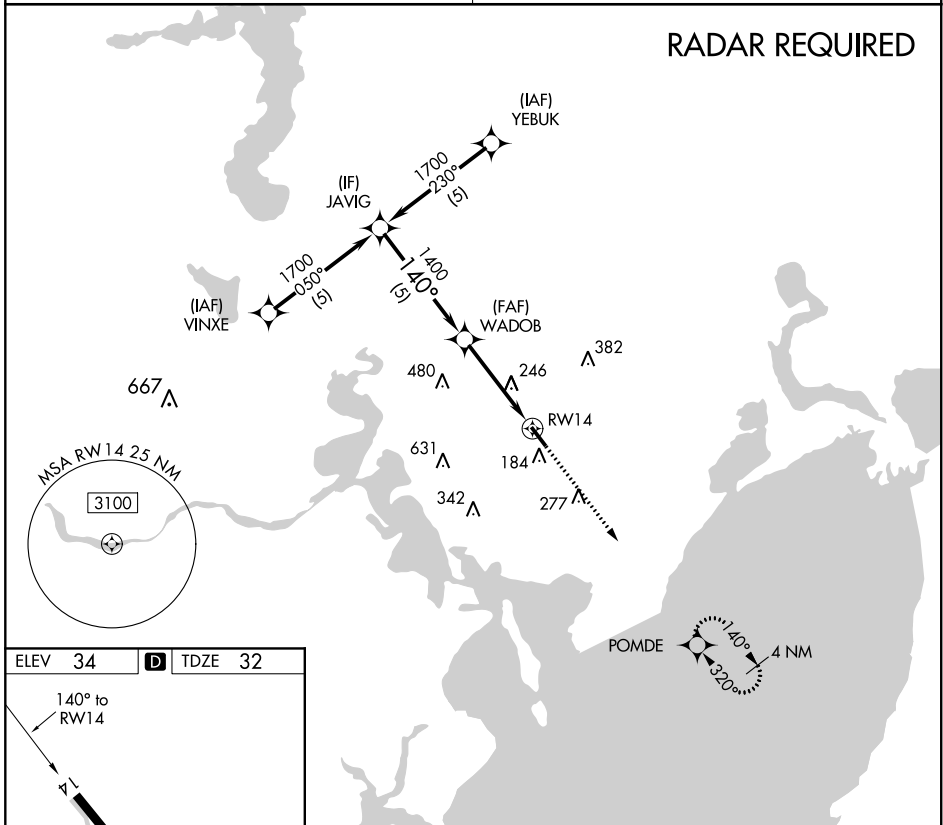 RADAR REQUIRED
(IAF)
YEBUK
1700
230°
(5)
(IF)
JAVIG
1700
050°
(5)
1400
140°
(5)
(IAF)
VINXE
(FAF)
WADOB
480
246
382
667
RW14
631
184
342
277
MSA RW14 25 NM
3100
POMDE
140°
4 NM
320°
ELEV 34 D TDZE 32
140° to
RW14
14